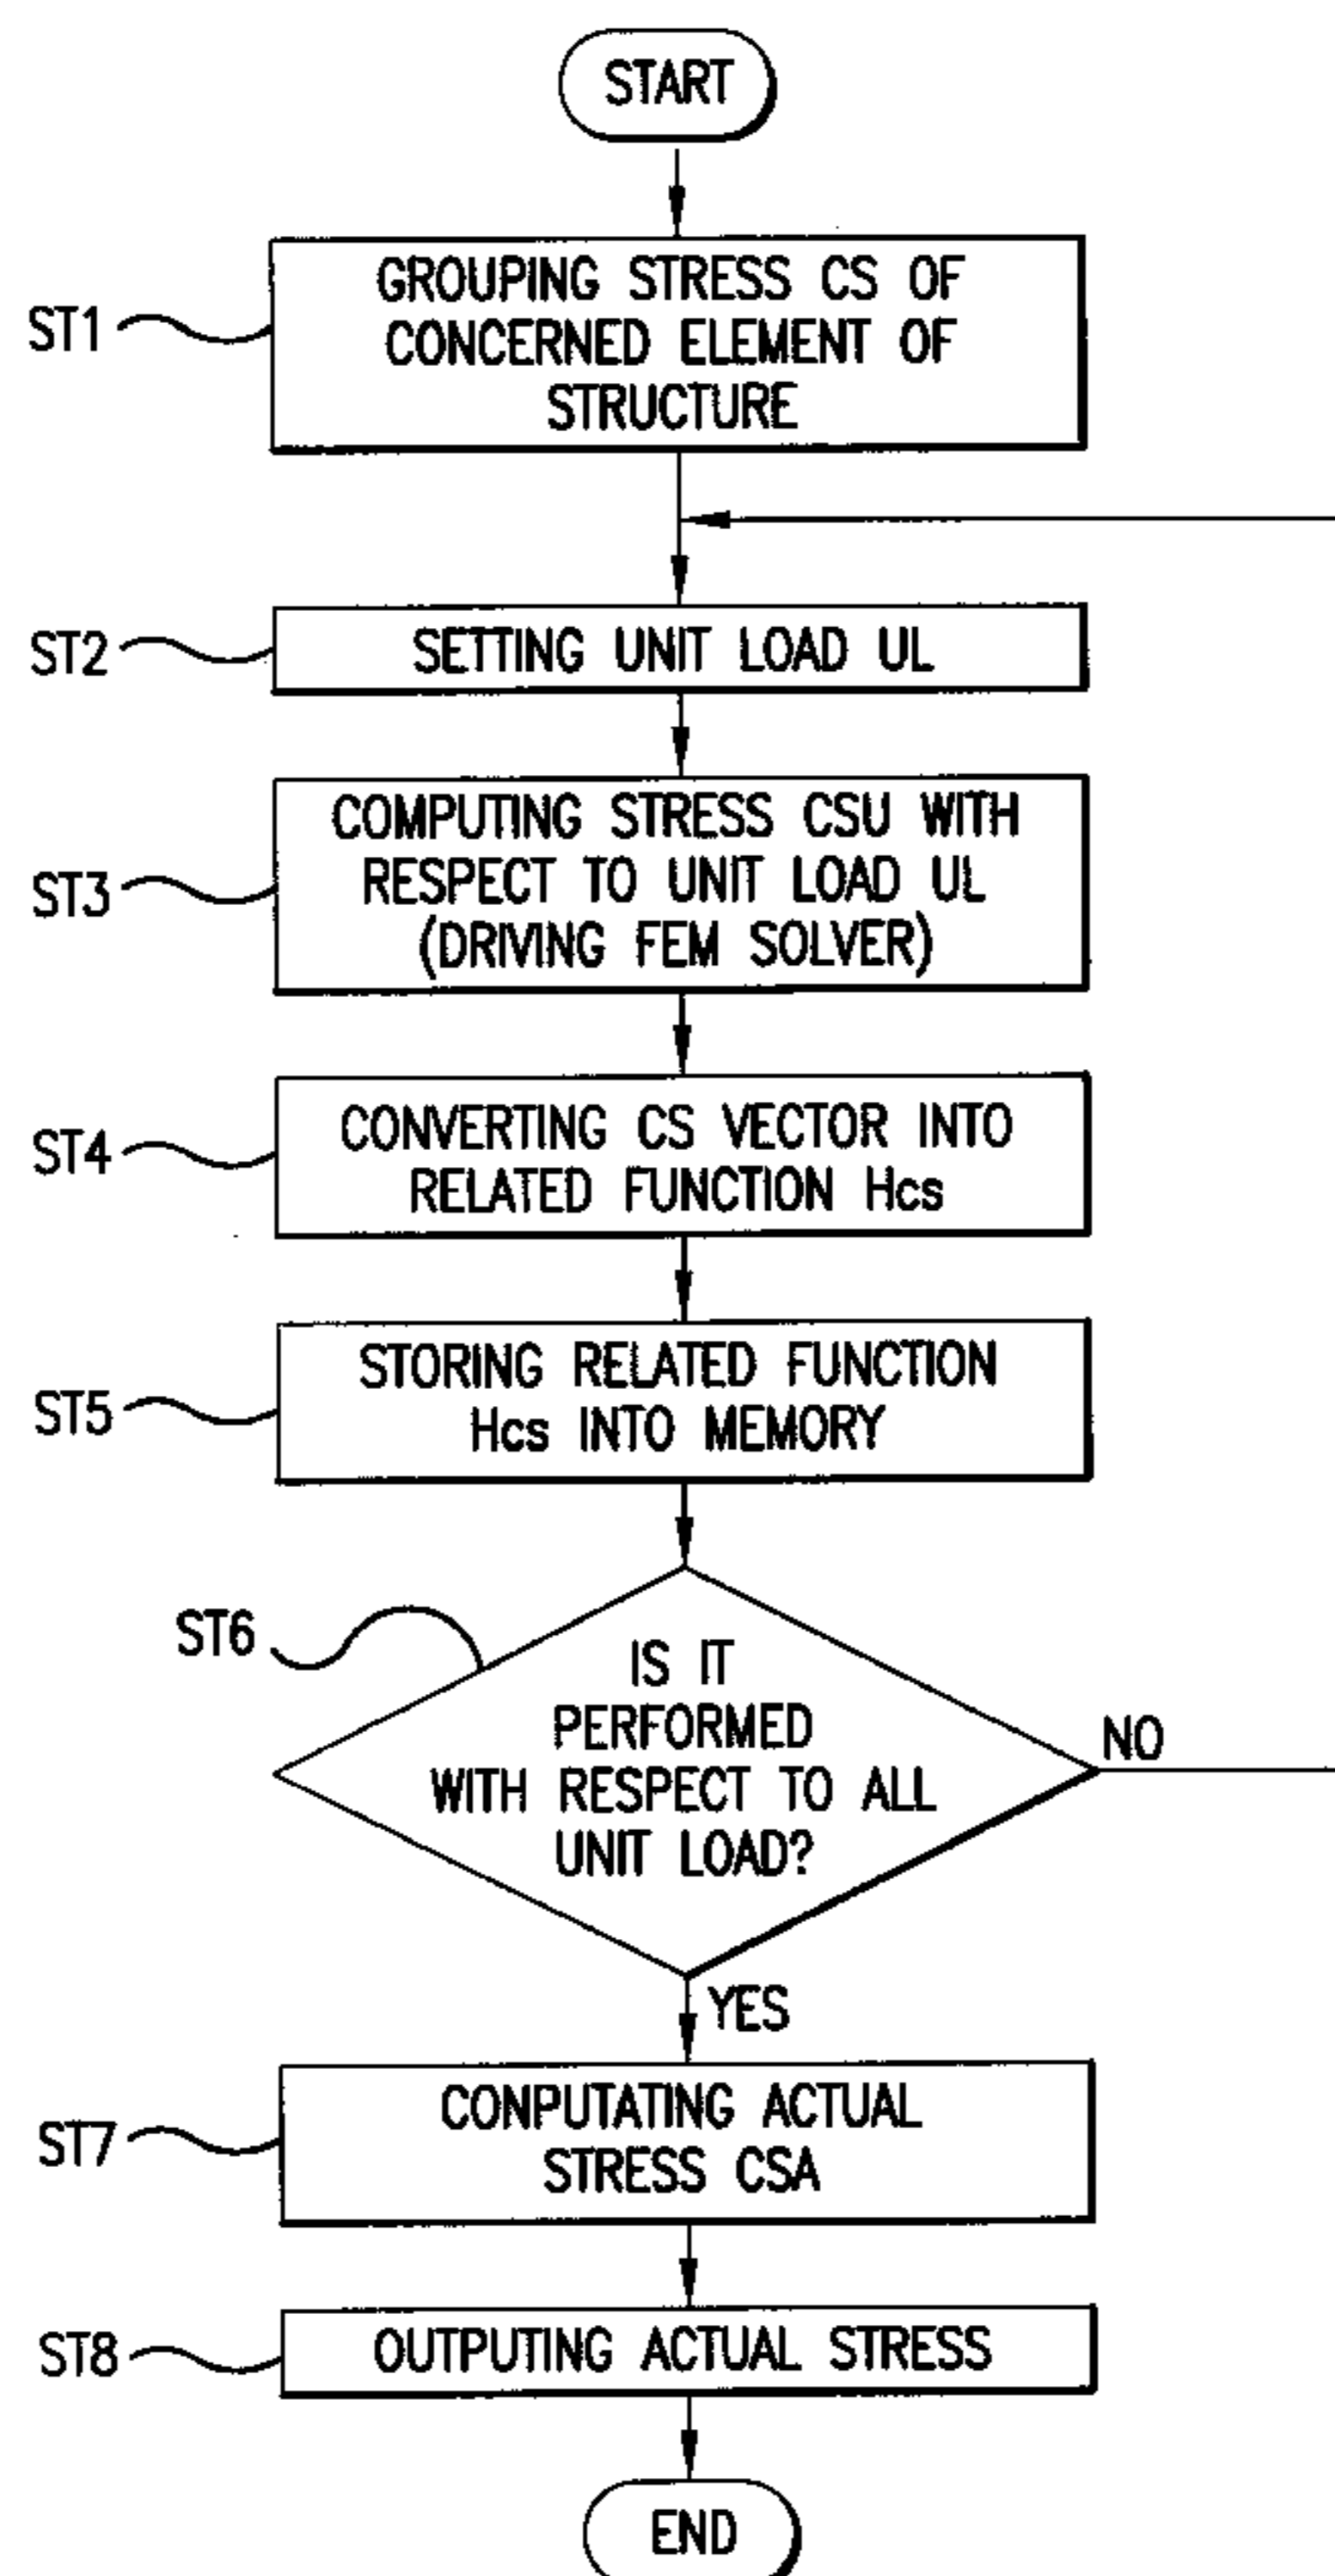 START
ST1
GROUPING STRESS CS OF
CONCERNED ELEMENT OF
STRUCTURE
ST2
SETTING UNIT LOAD UL
ST3
COMPUTING STRESS CSU WITH
RESPECT TO UNIT LOAD UL
(DRIVING FEM SOLVER)
ST4
CONVERTING CS VECTOR INTO
RELATED FUNCTION Hcs
ST5
STORING RELATED FUNCTION
Hcs INTO MEMORY
ST6
IS IT
PERFORMED
WITH RESPECT TO ALL
UNIT LOAD?
NO
YES
ST7
CONPUTATING ACTUAL
STRESS CSA
ST8
OUTPUTING ACTUAL STRESS
END